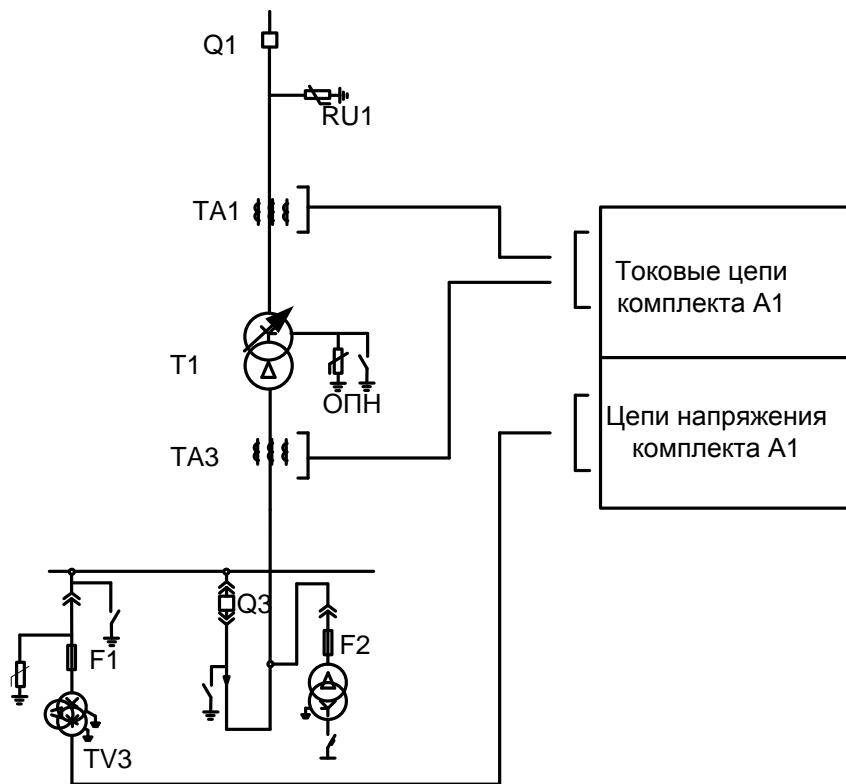 Q1
RU1
TA1
Токовые цепи
комплекта А1
T1
ОПН
Цепи напряжения
комплекта А1
TA3
Q3
F1
F2
TV3